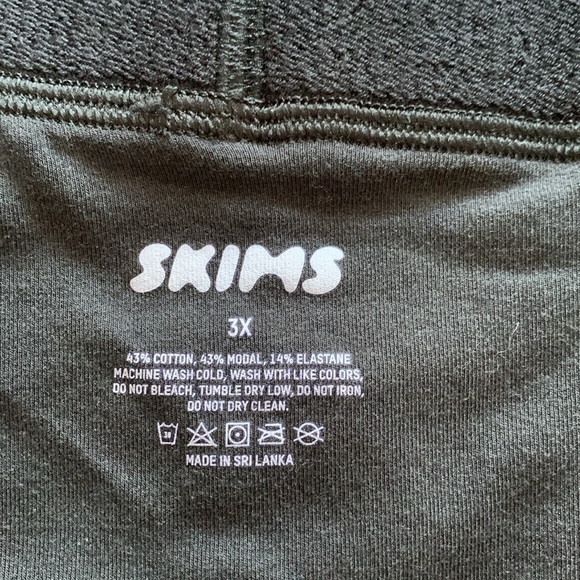 SKIMS
3X
43% COTTON, 43% MODAL, 14% ELASTANE
MACHINE WASH COLD, WASH WITH LIKE COLORS,
DO NOT BLEACH, TUMBLE DRY LOW, DO NOT IRON,
DO NOT DRY CLEAN.
30
MADE IN SRI LANKA